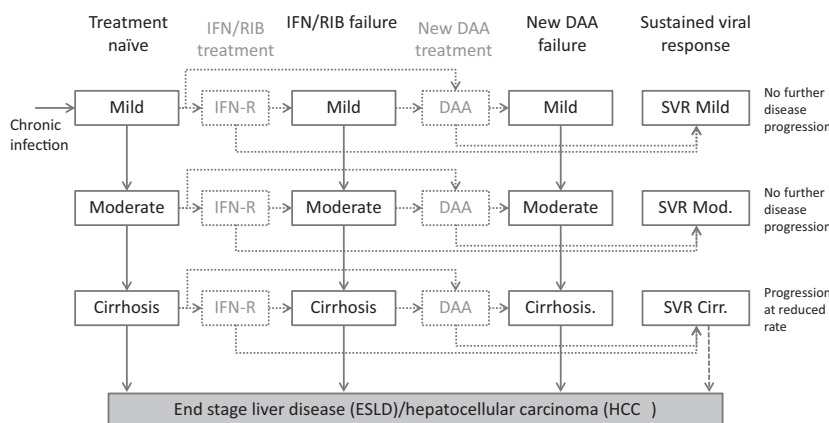 Treatment
naïve
IFN/RIB
treatment
IFN/RIB failure
New DAA
treatment
New DAA
failure
Sustained viral
response
Chronic
infection
Mild
IFN-R
Mild
DAA
Mild
SVR Mild
No further
disease
progression
Moderate
IFN-R
Moderate
DAA
Moderate
SVR Mod.
No further
disease
progression
Cirrhosis
IFN-R
Cirrhosis
DAA
Cirrhosis.
SVR Cirr.
Progression
at reduced
rate
End stage liver disease (ESLD)/hepatocellular carcinoma (HCC )